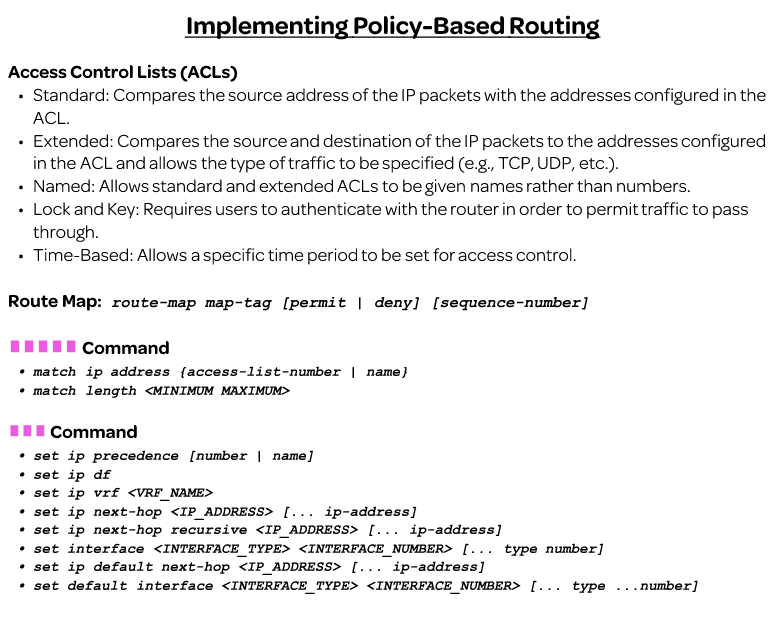 Implementing Policy-Based Routing
Access Control Lists (ACLs)
• Standard: Compares the source address of the IP packets with the addresses configured in the
ACL.
• Extended: Compares the source and destination of the IP packets to the addresses configured
in the ACL and allows the type of traffic to be specified (e.g., TCP, UDP, etc.).
• Named: Allows standard and extended ACLs to be given names rather than numbers.
• Lock and Key: Requires users to authenticate with the router in order to permit traffic to pass
through.
• Time-Based: Allows a specific time period to be set for access control.
Route Map: route-map map-tag [permit | deny] [sequence-number]
Command
• match ip address {access-list-number | name}
• match length <MINIMUM MAXIMUM>
Command
• set ip precedence [number | name]
• set ip df
• set ip vrf <VRF_NAME>
• set ip next-hop <IP_ADDRESS> [... ip-address]
• set ip next-hop recursive <IP_ADDRESS> [... ip-address]
• set interface <INTERFACE_TYPE> <INTERFACE_NUMBER> [... type number]
• set ip default next-hop <IP_ADDRESS> [... ip-address]
• set default interface <INTERFACE_TYPE> <INTERFACE_NUMBER> [... type ...number]